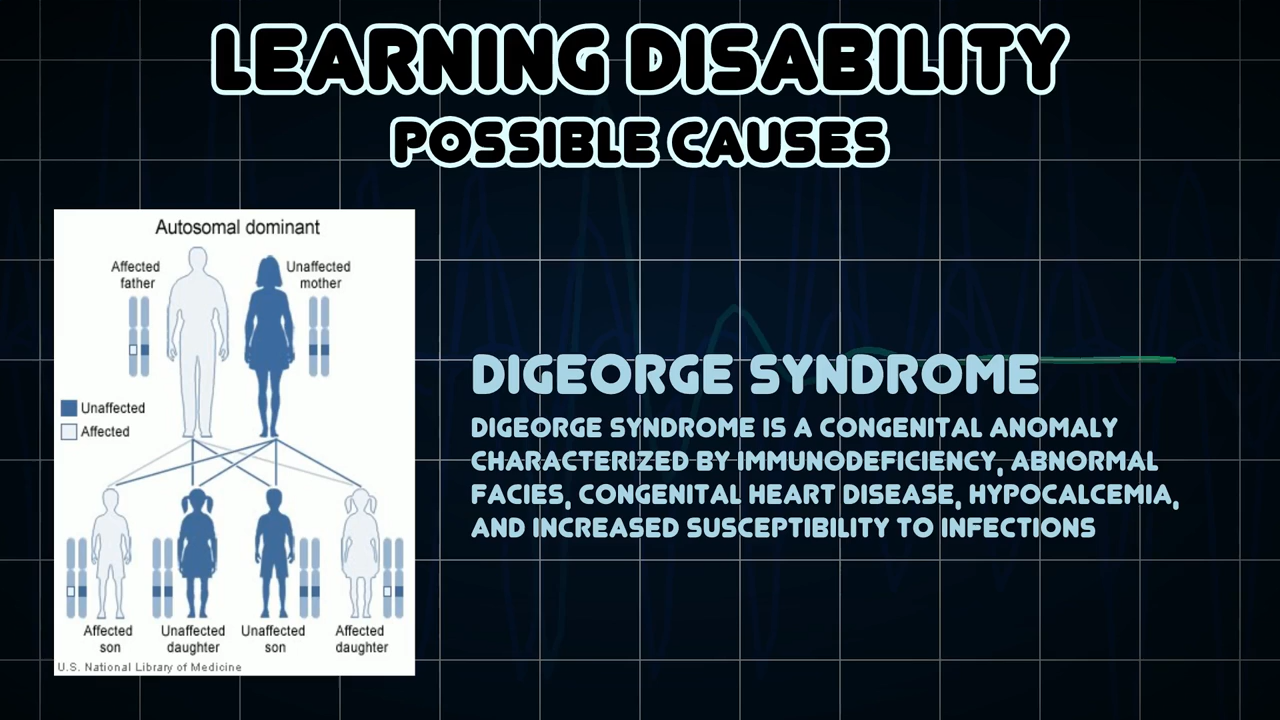 LEARNING DISABILITY
POSSIBLE CAUSES
Autosomal dominant
Affected
father
Unaffected
mother
Unaffected
Affected
Affected
son
Unaffected
daughter
Unaffected
son
Affected
daughter
U.S. National Library of Medicine
DIGEORGE SYNDROME
DIGEORGE SYNDROME IS A CONGENITAL ANOMALY
CHARACTERIZED BY IMMUNODEFICIENCY, ABNORMAL
FACIES, CONGENITAL HEART DISEASE, HYPOCALCEMIA,
AND INCREASED SUSCEPTIBILITY TO INFECTIONS